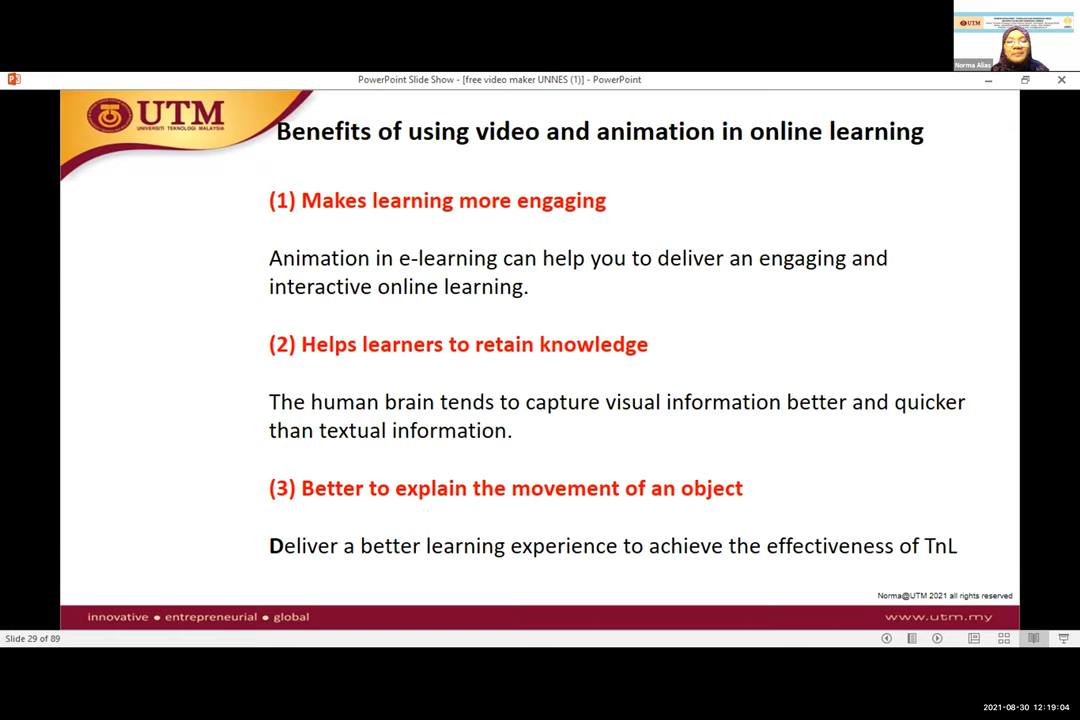 UTM
Norma Alias
PowerPoint Slide Show - [free video maker UNNES (1)] - PowerPoint
UTM
UNIVERSITI TEKNOLOGI MALAYSIA
Benefits of using video and animation in online learning
(1) Makes learning more engaging
Animation in e-learning can help you to deliver an engaging and
interactive online learning.
(2) Helps learners to retain knowledge
The human brain tends to capture visual information better and quicker
than textual information.
(3) Better to explain the movement of an object
Deliver a better learning experience to achieve the effectiveness of TnL
Norma@UTM 2021 all rights reserved
innovative ● entrepreneurial ● global
www.utm.my
Slide 29 of 89
2021-08-30 12:19:04